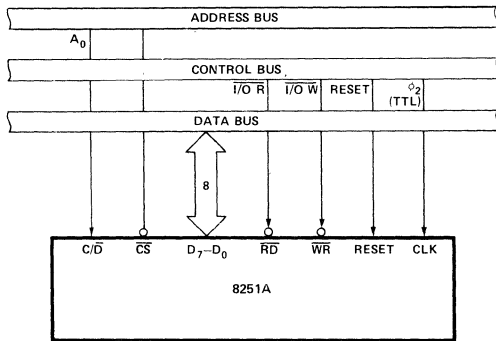 ADDRESS BUS
A₀
CONTROL BUS
I/O R I/O W RESET ϕ₂
(TTL)
DATA BUS
8
C/D CS D₇–D₀ RD WR RESET CLK
8251A